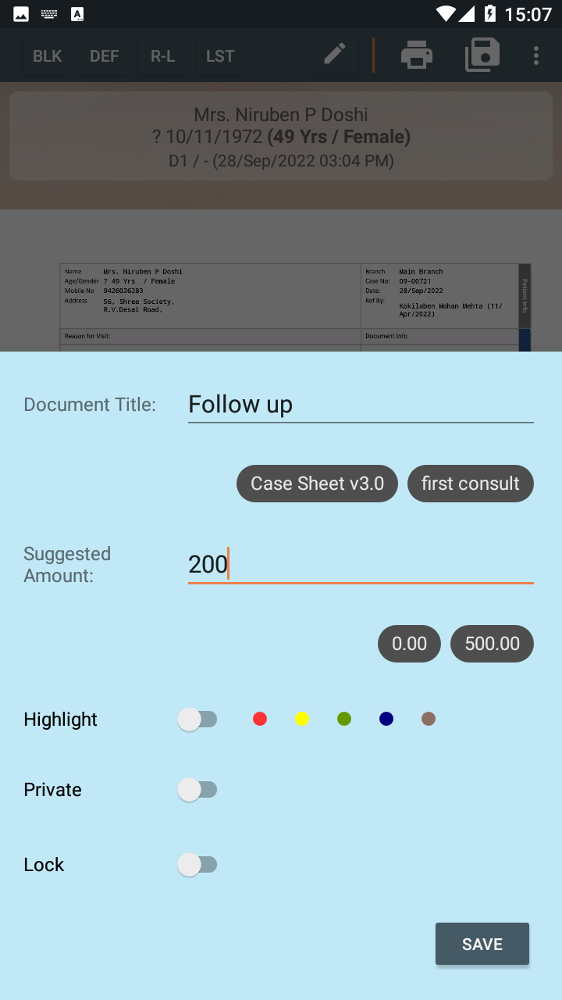 15:07
BLK DEF R-L LST
Mrs. Niruben P Doshi
? 10/11/1972 (49 Yrs / Female)
D1 / - (28/Sep/2022 03:04 PM)
Name Mrs. Niruben P Doshi
Age/Gender ? 49 Yrs / Female
Mobile No 9426026283
Address 56, Shree Society,
R.V.Desai Road,
Branch Main Branch
Case No: 09-00721
Date: 28/Sep/2022
Ref By: Kokilaben Mohan Mehta (11/
Apr/2022)
Patient Info
Reason for Visit: Document Info
Document Title: Follow up
Case Sheet v3.0 first consult
Suggested
Amount: 200
0.00 500.00
Highlight
Private
Lock
SAVE